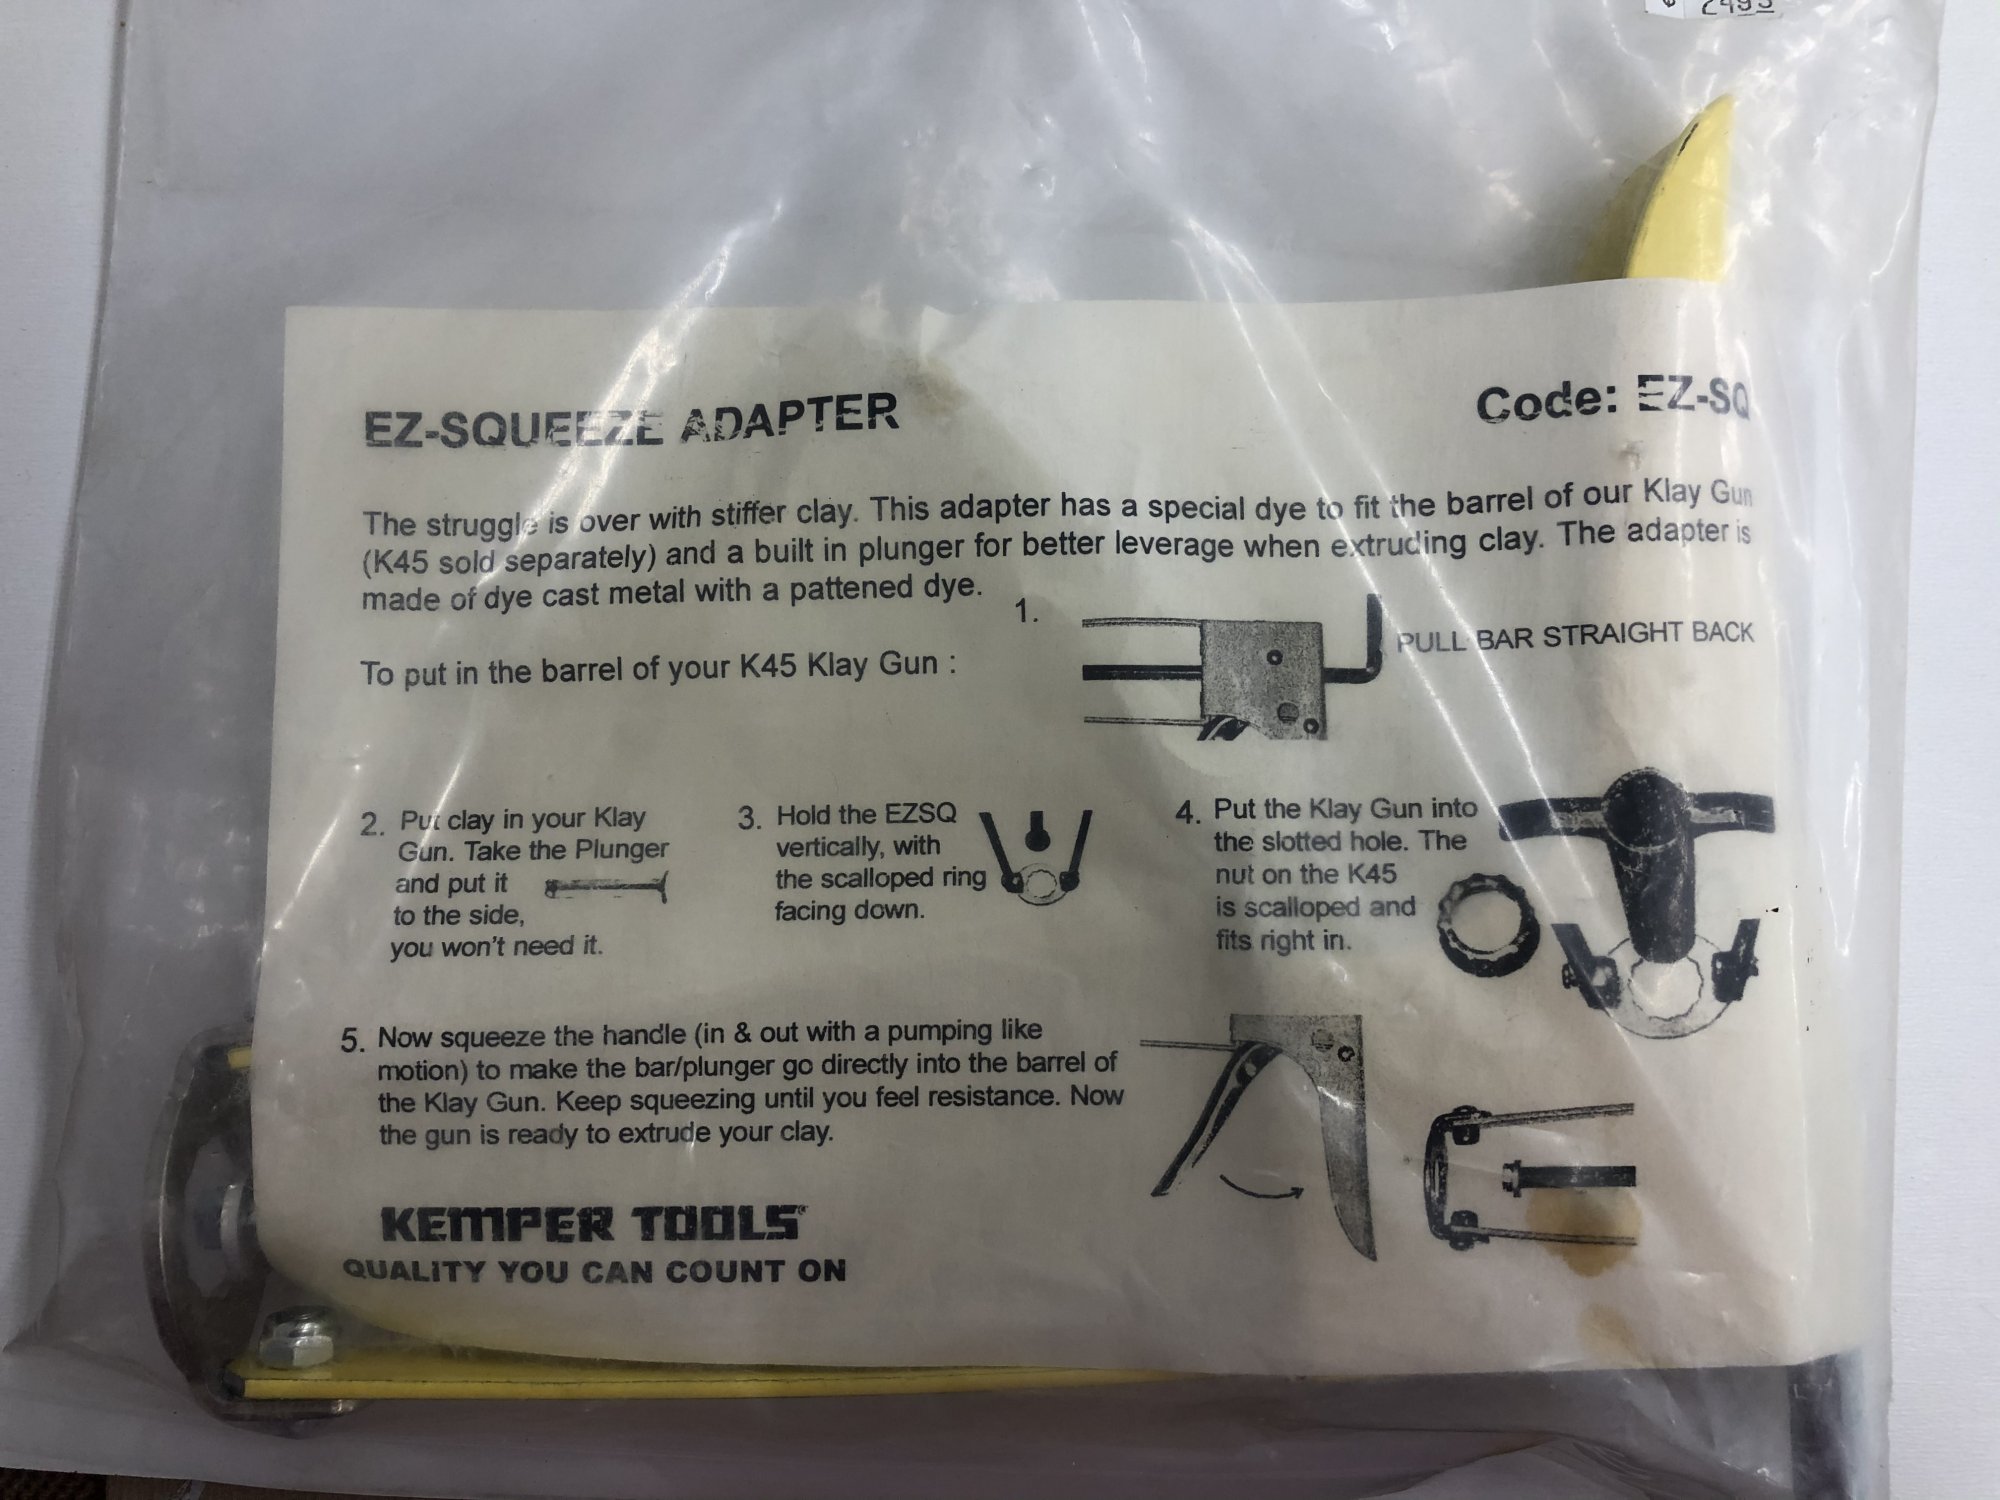 EZ-SQUEEZE ADAPTER
Code: EZ-SQ
The struggle is over with stiffer clay. This adapter has a special dye to fit the barrel of our Klay Gun
(K45 sold separately) and a built in plunger for better leverage when extruding clay. The adapter is
made of dye cast metal with a pattened dye.
To put in the barrel of your K45 Klay Gun :
1.
PULL BAR STRAIGHT BACK
2. Put clay in your Klay
Gun. Take the Plunger
and put it
to the side,
you won't need it.
3. Hold the EZSQ
vertically, with
the scalloped ring
facing down.
4. Put the Klay Gun into
the slotted hole. The
nut on the K45
is scalloped and
fits right in.
5. Now squeeze the handle (in & out with a pumping like
motion) to make the bar/plunger go directly into the barrel of
the Klay Gun. Keep squeezing until you feel resistance. Now
the gun is ready to extrude your clay.
KEMPER TOOLS
QUALITY YOU CAN COUNT ON